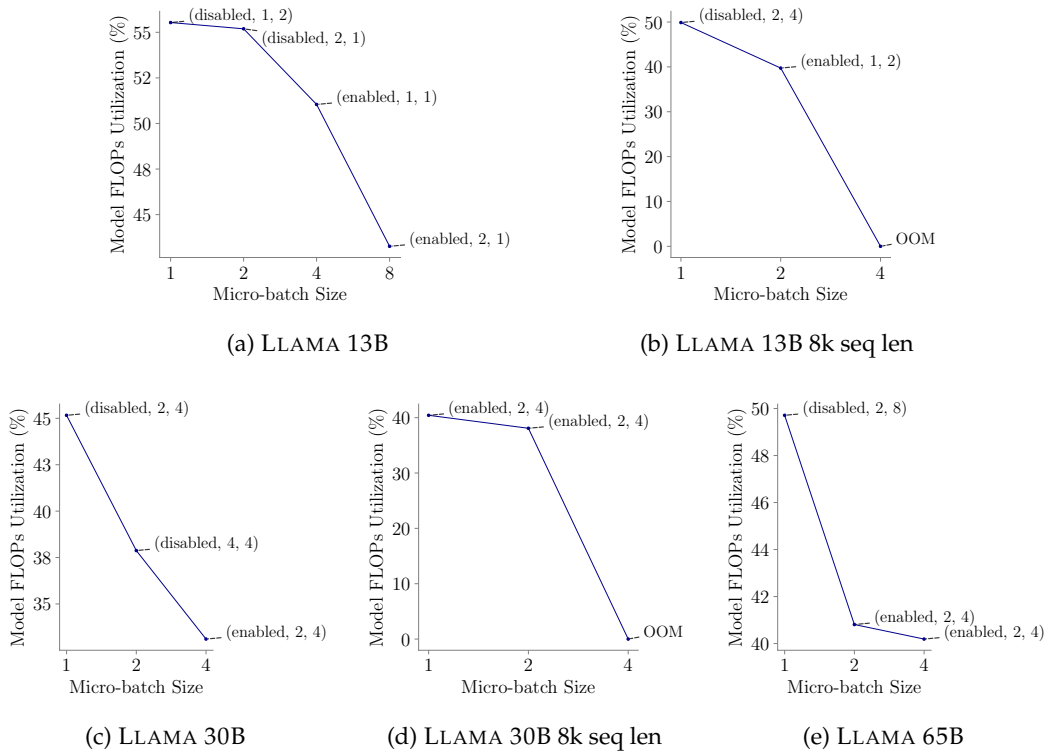 Model FLOPs Utilization (%)
55
52
50
48
45
(disabled, 1, 2)
(disabled, 2, 1)
(enabled, 1, 1)
(enabled, 2, 1)
1 2 4 8
Micro-batch Size
(a) LLAMA 13B
Model FLOPs Utilization (%)
50
40
30
20
10
0
(disabled, 2, 4)
(enabled, 1, 2)
OOM
1 2 4
Micro-batch Size
(b) LLAMA 13B 8k seq len
Model FLOPs Utilization (%)
45
43
40
38
35
(disabled, 2, 4)
(disabled, 4, 4)
(enabled, 2, 4)
1 2 4
Micro-batch Size
(c) LLAMA 30B
Model FLOPs Utilization (%)
40
30
20
10
0
(enabled, 2, 4)
(enabled, 2, 4)
OOM
1 2 4
Micro-batch Size
(d) LLAMA 30B 8k seq len
Model FLOPs Utilization (%)
50
48
46
44
42
40
(disabled, 2, 8)
(enabled, 2, 4)
(enabled, 2, 4)
1 2 4
Micro-batch Size
(e) LLAMA 65B